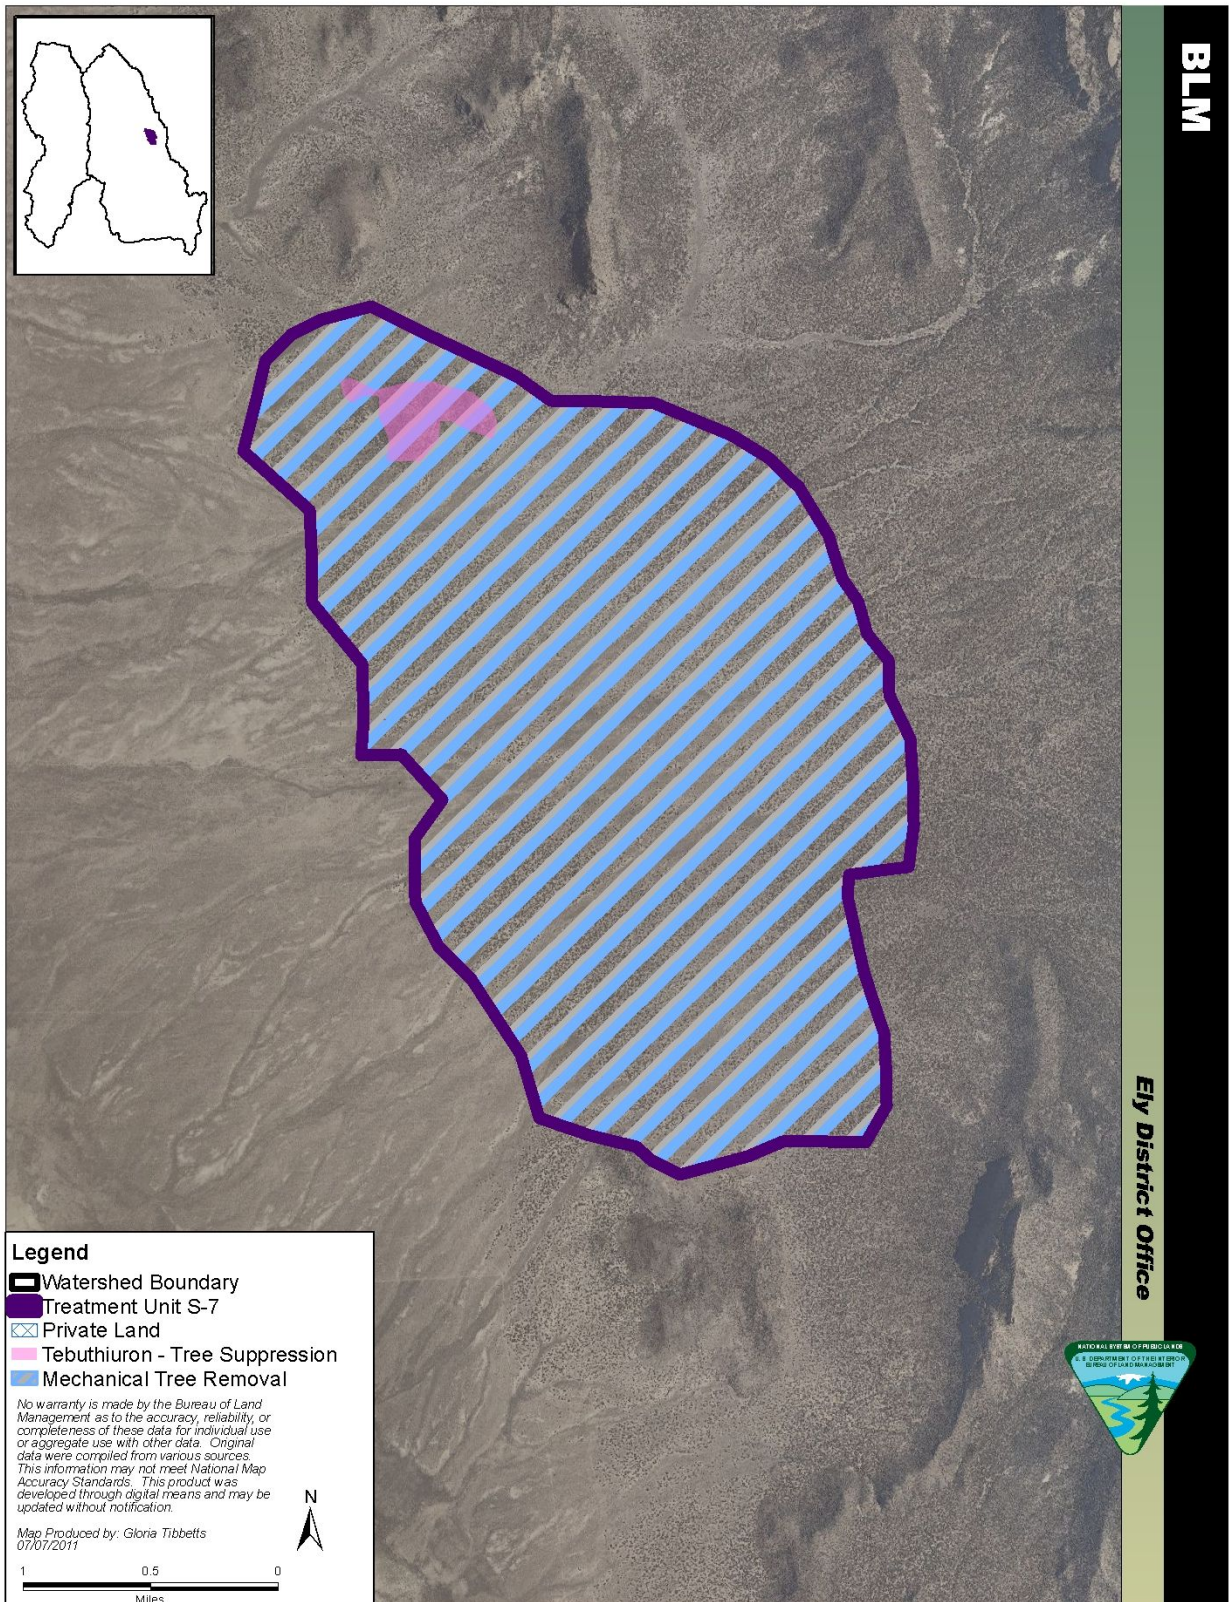 BLM
Ely District Office
NATIONAL SYSTEM OF PUBLIC LANDS
U.S. DEPARTMENT OF THE INTERIOR
BUREAU OF LAND MANAGEMENT
Legend
Watershed Boundary
Treatment Unit S-7
Private Land
Tebuthiuron - Tree Suppression
Mechanical Tree Removal
No warranty is made by the Bureau of Land
Management as to the accuracy, reliability, or
completeness of these data for individual use
or aggregate use with other data. Original
data were compiled from various sources.
This information may not meet National Map
Accuracy Standards. This product was
developed through digital means and may be
updated without notification.
Map Produced by: Gloria Tibbetts
07/07/2011
N
1 0.5 0
Miles